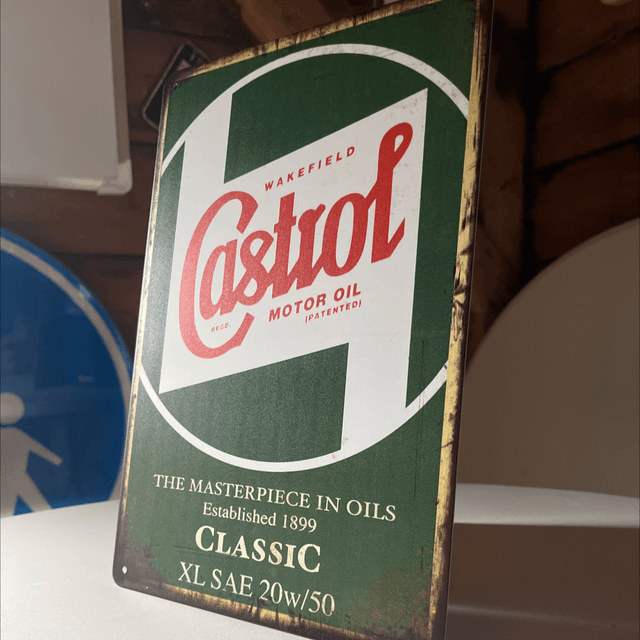 WAKEFIELD
Castrol
REGD. MOTOR OIL
(PATENTED)
THE MASTERPIECE IN OILS
Established 1899
CLASSIC
XL SAE 20w/50